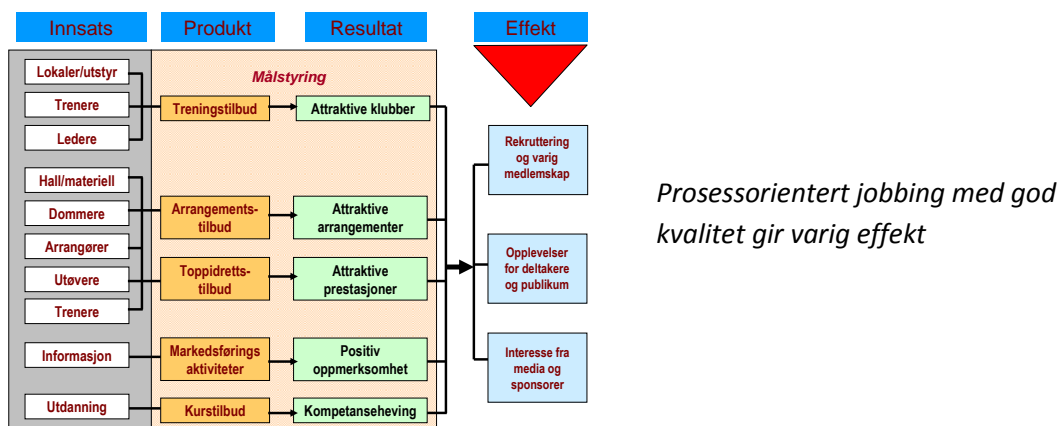 Innsats
Produkt
Resultat
Effekt
Målstyring
Lokaler/utstyr
Trenere
Ledere
Treningstilbud
Attraktive klubber
Hall/materiell
Dommere
Arrangører
Utøvere
Trenere
Arrangements-
tilbud
Attraktive
arrangementer
Toppidretts-
tilbud
Attraktive
prestasjoner
Informasjon
Markedsførings
aktiviteter
Positiv
oppmerksomhet
Utdanning
Kurstilbud
Kompetanseheving
Rekruttering
og varig
medlemskap
Opplevelser
for deltakere
og publikum
Interesse fra
media og
sponsorer
Prosessorientert jobbing med god
kvalitet gir varig effekt